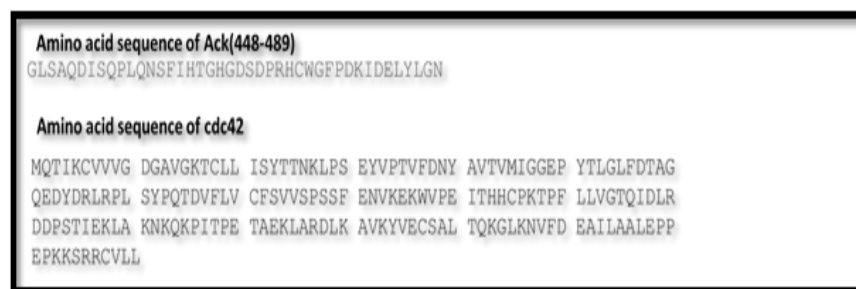 Amino acid sequence of Ack(448-489)
GLSAQDISQPLQNSFIHTGHGDSDPRHCWGFPDKIDELYLGN
Amino acid sequence of cdc42
MQTIKCVVVG DGAVGKTCLL ISYTTNKLPS EYVPTVFDNY AVTVMIGGEP YTLGLFDTAG
QEDYDRLRPL SYPQTDVFLV CFSVVSPSSF ENVKEKWVPE ITHHCPKTPF LLVGTQIDLR
DDPSTIEKLA KNKQKPITPE TAEKLARDLK AVKYVECSAL TQKGLKNVFD EAILAALEPP
EPKKSRRCVLL